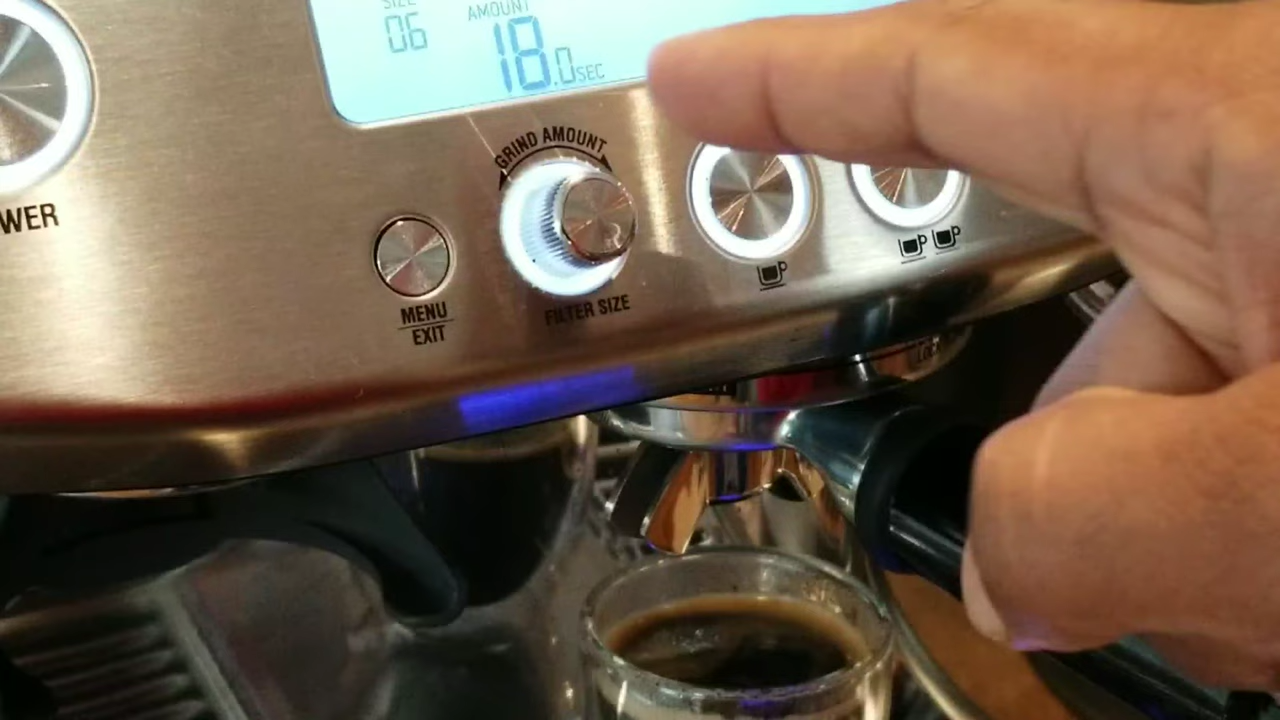 SIZE
06
AMOUNT
18.0SEC
GRIND AMOUNT
FILTER SIZE
MENU
EXIT
WER